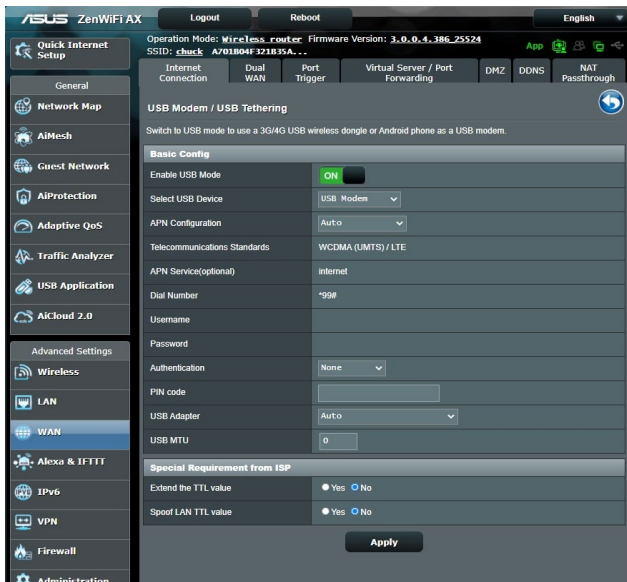 ASUS ZenWiFi AX
Logout
Reboot
English
Quick Internet
Setup
Operation Mode: Wireless router Firmware Version: 3.0.0.4.386_25524
SSID: chuck A701B04F321B35A...
App
General
Network Map
AiMesh
Guest Network
AiProtection
Adaptive QoS
Traffic Analyzer
USB Application
AiCloud 2.0
Advanced Settings
Wireless
LAN
WAN
Alexa & IFTTT
IPv6
VPN
Firewall
Administration
Internet
Connection
Dual
WAN
Port
Trigger
Virtual Server / Port
Forwarding
DMZ
DDNS
NAT
Passthrough
USB Modem / USB Tethering
Switch to USB mode to use a 3G/4G USB wireless dongle or Android phone as a USB modem.
Basic Config
Enable USB Mode ON
Select USB Device USB Modem
APN Configuration Auto
Telecommunications Standards WCDMA (UMTS) / LTE
APN Service(optional) internet
Dial Number *99#
Username
Password
Authentication None
PIN code
USB Adapter Auto
USB MTU 0
Special Requirement from ISP
Extend the TTL value Yes No
Spoof LAN TTL value Yes No
Apply